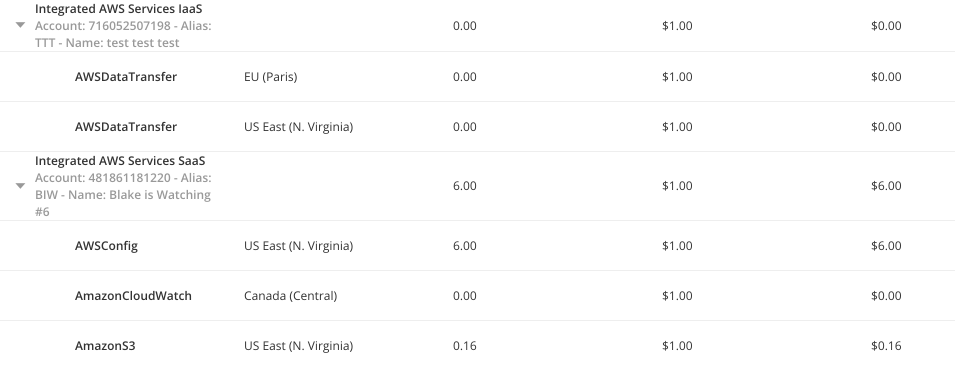 Integrated AWS Services IaaS
Account: 716052507198 - Alias:
TTT - Name: test test test
0.00 $1.00 $0.00
AWSDataTransfer EU (Paris) 0.00 $1.00 $0.00
AWSDataTransfer US East (N. Virginia) 0.00 $1.00 $0.00
Integrated AWS Services SaaS
Account: 481861181220 - Alias:
BIW - Name: Blake is Watching
#6
6.00 $1.00 $6.00
AWSConfig US East (N. Virginia) 6.00 $1.00 $6.00
AmazonCloudWatch Canada (Central) 0.00 $1.00 $0.00
AmazonS3 US East (N. Virginia) 0.16 $1.00 $0.16